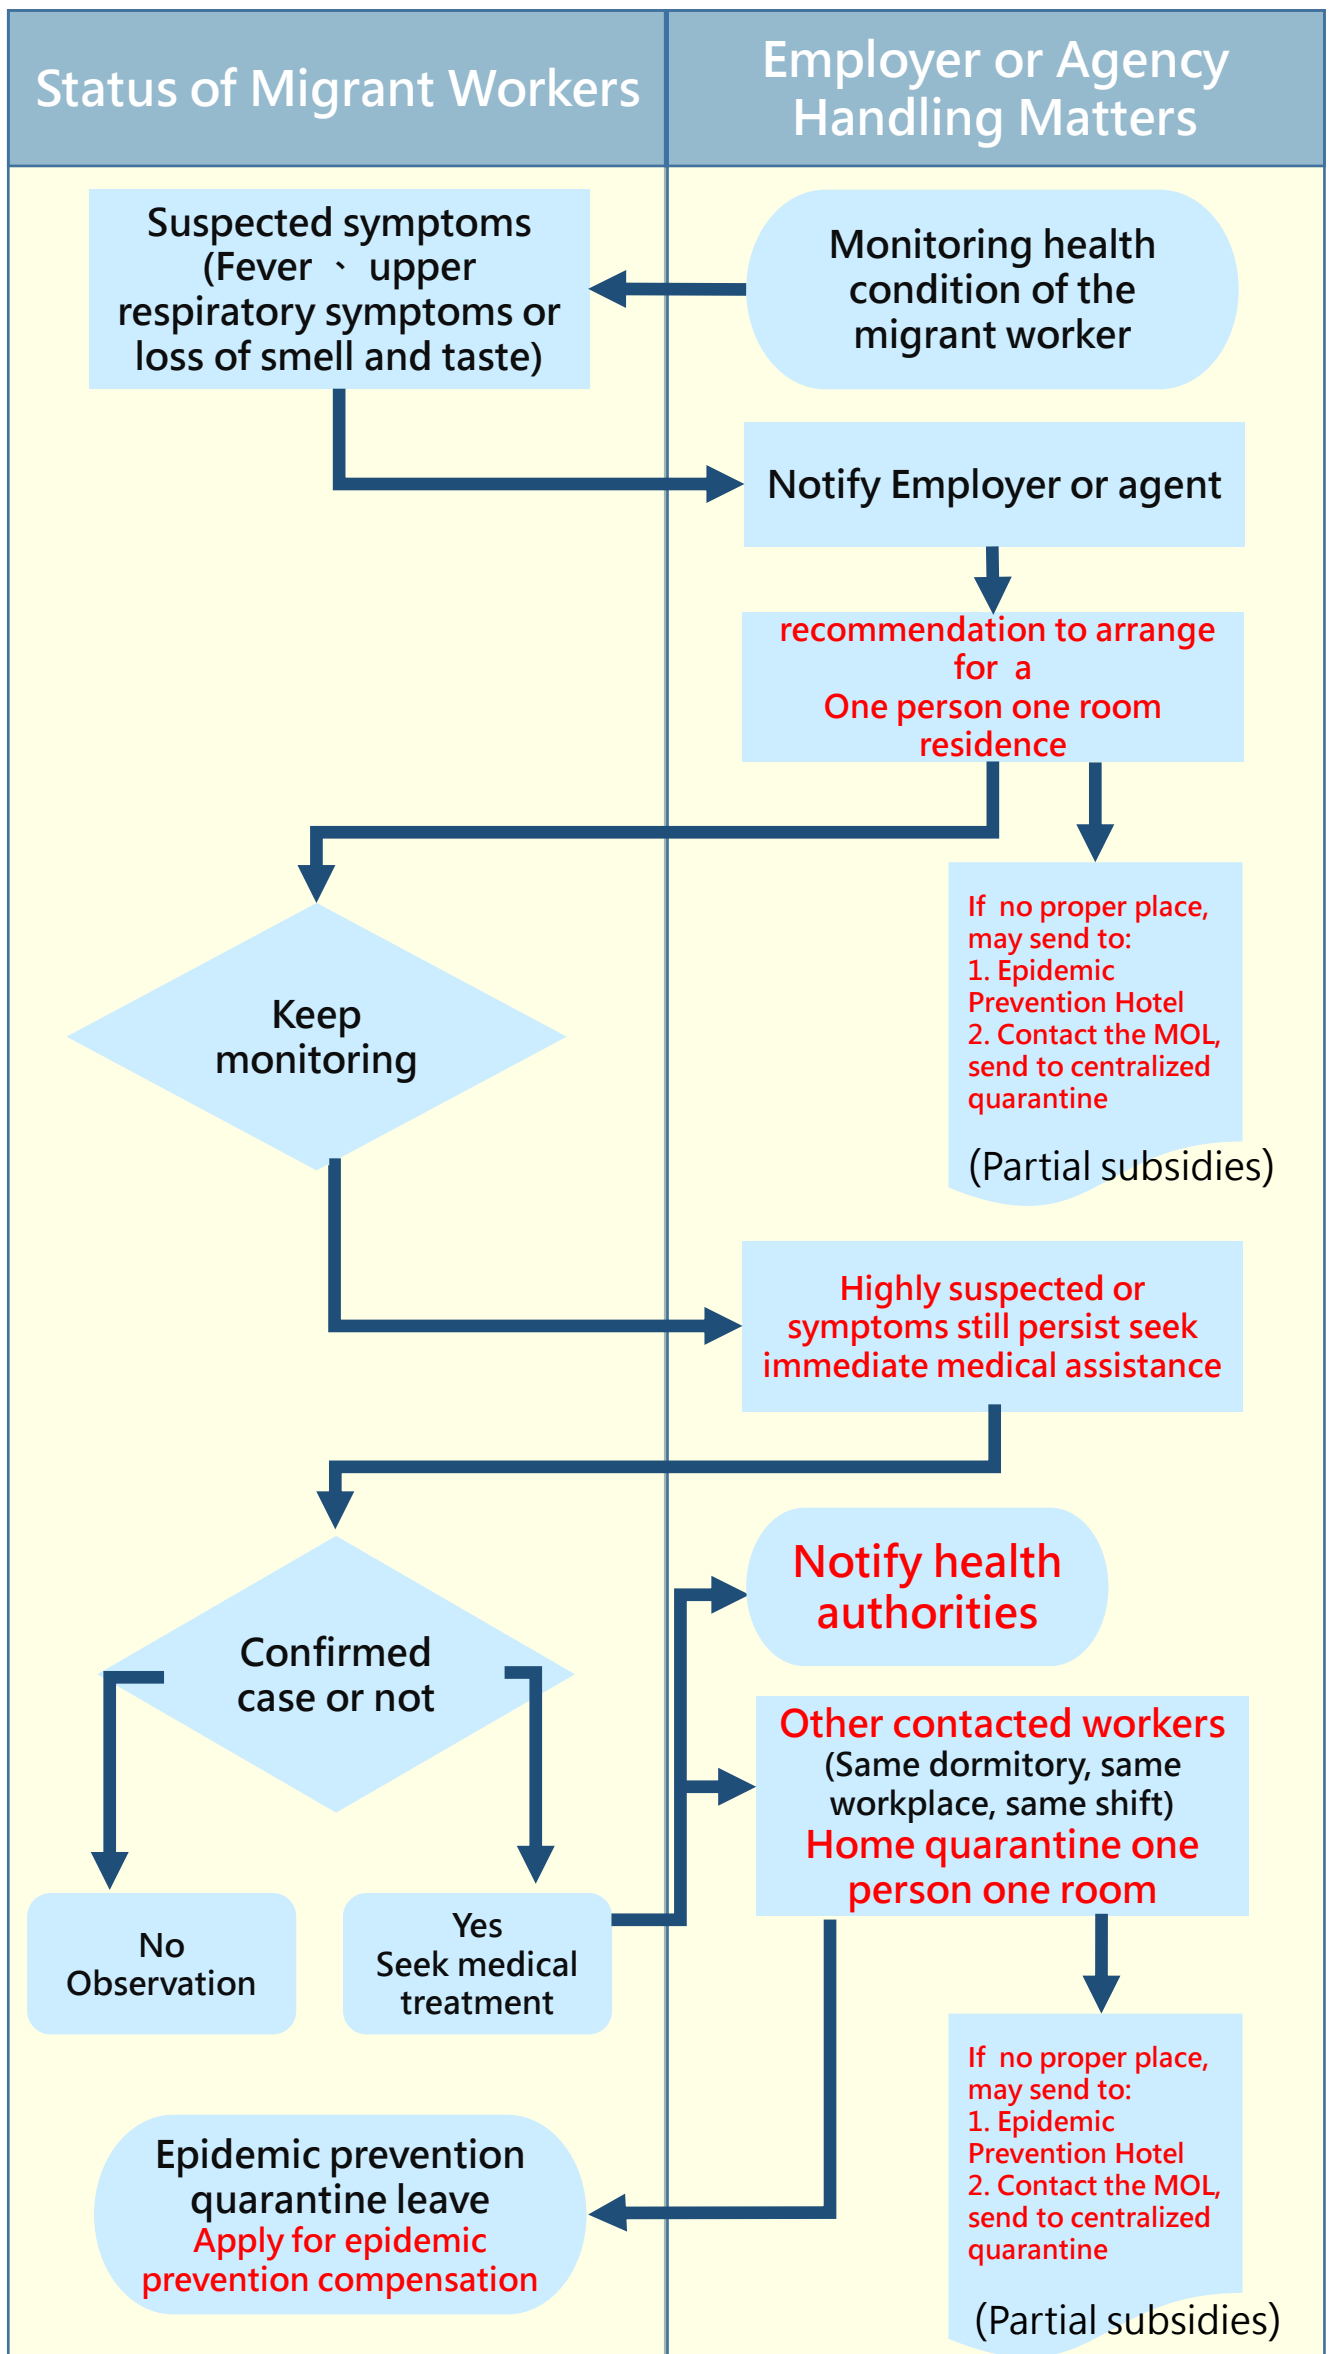 Status of Migrant Workers
Employer or Agency
Handling Matters
Suspected symptoms
(Fever 、 upper
respiratory symptoms or
loss of smell and taste)
Monitoring health
condition of the
migrant worker
Notify Employer or agent
recommendation to arrange
for a
One person one room
residence
Keep
monitoring
If no proper place,
may send to:
1. Epidemic
Prevention Hotel
2. Contact the MOL,
send to centralized
quarantine
(Partial subsidies)
Highly suspected or
symptoms still persist seek
immediate medical assistance
Confirmed
case or not
Notify health
authorities
Other contacted workers
(Same dormitory, same
workplace, same shift)
Home quarantine one
person one room
No
Observation
Yes
Seek medical
treatment
If no proper place,
may send to:
1. Epidemic
Prevention Hotel
2. Contact the MOL,
send to centralized
quarantine
(Partial subsidies)
Epidemic prevention
quarantine leave
Apply for epidemic
prevention compensation